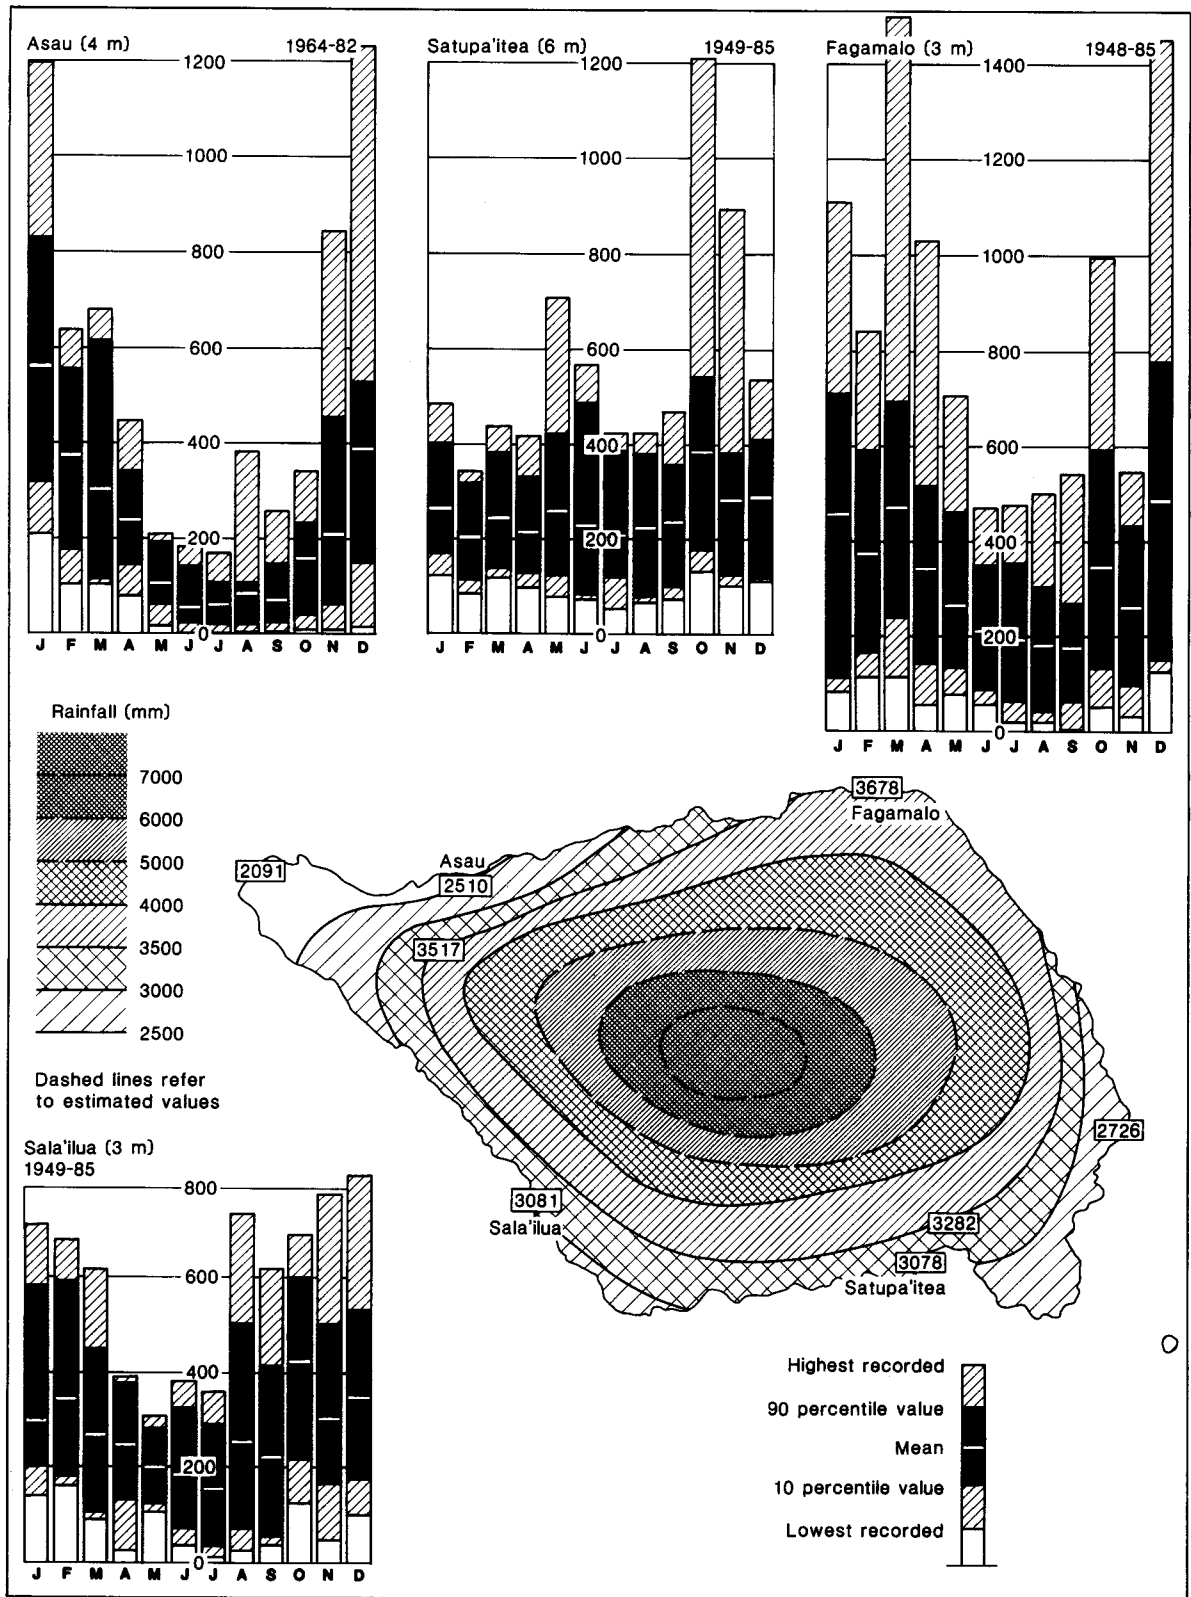 Asau (4 m) 1964-82
1200
1000
800
600
400
200
0
J F M A M J J A S O N D
Satupa'itea (6 m) 1949-85
1200
1000
800
600
400
200
0
J F M A M J J A S O N D
Fagamalo (3 m) 1948-85
1400
1200
1000
800
600
400
200
0
J F M A M J J A S O N D
Rainfall (mm)
7000
6000
5000
4000
3500
3000
2500
Dashed lines refer
to estimated values
3678
Fagamalo
2091
Asau
2510
3517
2726
3081
Sala'ilua
3282
3078
Satupa'itea
Sala'ilua (3 m)
1949-85
800
600
400
200
0
J F M A M J J A S O N D
Highest recorded
90 percentile value
Mean
10 percentile value
Lowest recorded